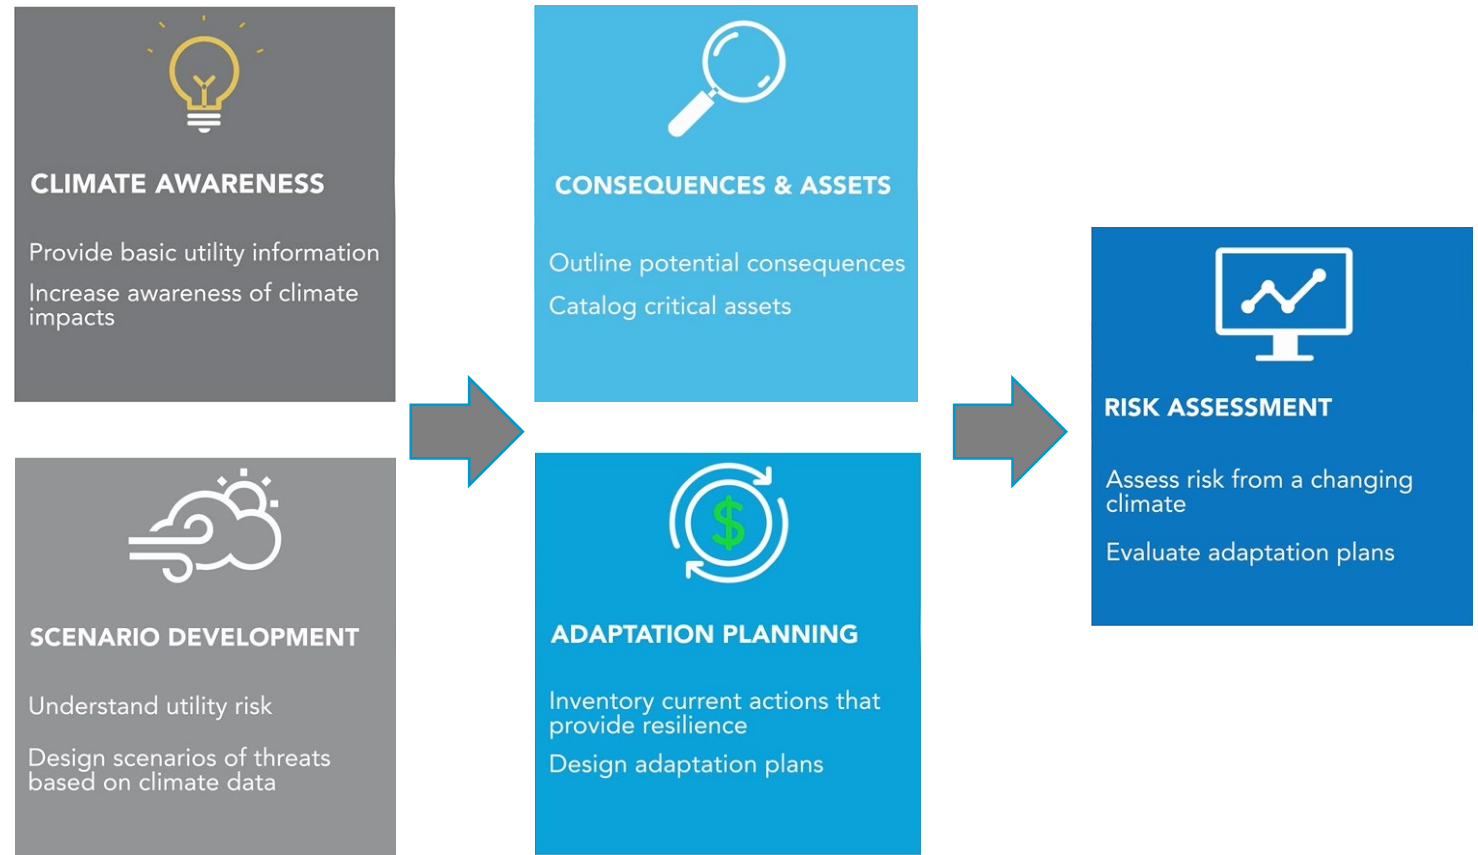 CLIMATE AWARENESS
Provide basic utility information
Increase awareness of climate
impacts
SCENARIO DEVELOPMENT
Understand utility risk
Design scenarios of threats
based on climate data
CONSEQUENCES & ASSETS
Outline potential consequences
Catalog critical assets
ADAPTATION PLANNING
Inventory current actions that
provide resilience
Design adaptation plans
RISK ASSESSMENT
Assess risk from a changing
climate
Evaluate adaptation plans